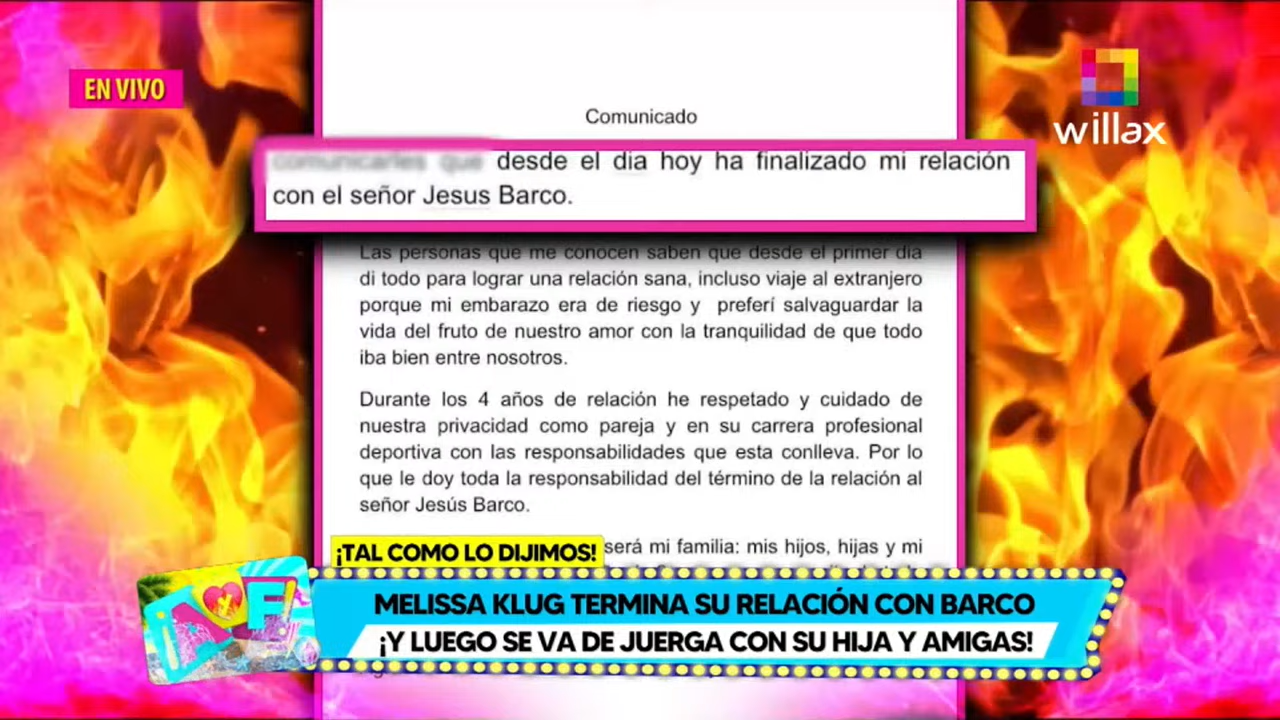 EN VIVO
willax
Comunicado
comunicarles que desde el día hoy ha finalizado mi relación
con el señor Jesus Barco.
Las personas que me conocen saben que desde el primer dia
di todo para lograr una relación sana, incluso viaje al extranjero
porque mi embarazo era de riesgo y preferí salvaguardar la
vida del fruto de nuestro amor con la tranquilidad de que todo
iba bien entre nosotros.
Durante los 4 años de relación he respetado y cuidado de
nuestra privacidad como pareja y en su carrera profesional
deportiva con las responsabilidades que esta conlleva. Por lo
que le doy toda la responsabilidad del término de la relación al
señor Jesús Barco.
será mi familia: mis hijos, hijas y mi
¡TAL COMO LO DIJIMOS!
¡AF!
MELISSA KLUG TERMINA SU RELACIÓN CON BARCO
¡Y LUEGO SE VA DE JUERGA CON SU HIJA Y AMIGAS!